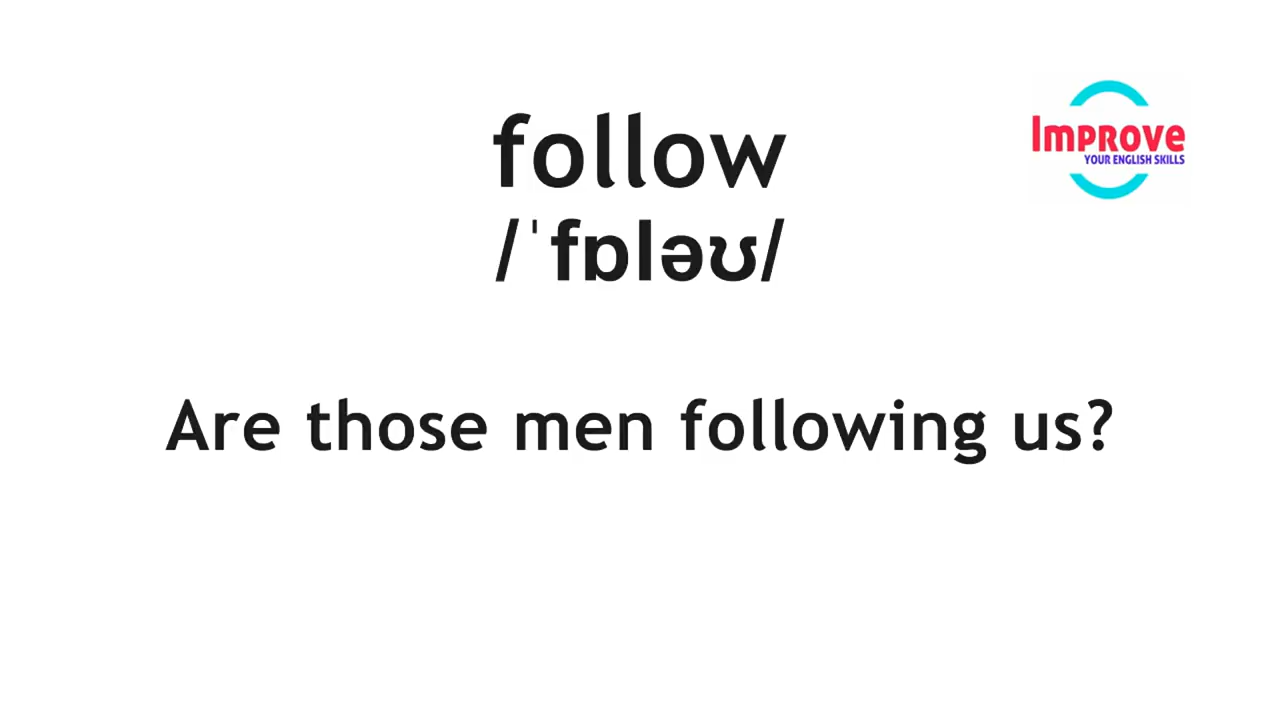 follow
/ˈfɒləʊ/
Improve
YOUR ENGLISH SKILLS
Are those men following us?